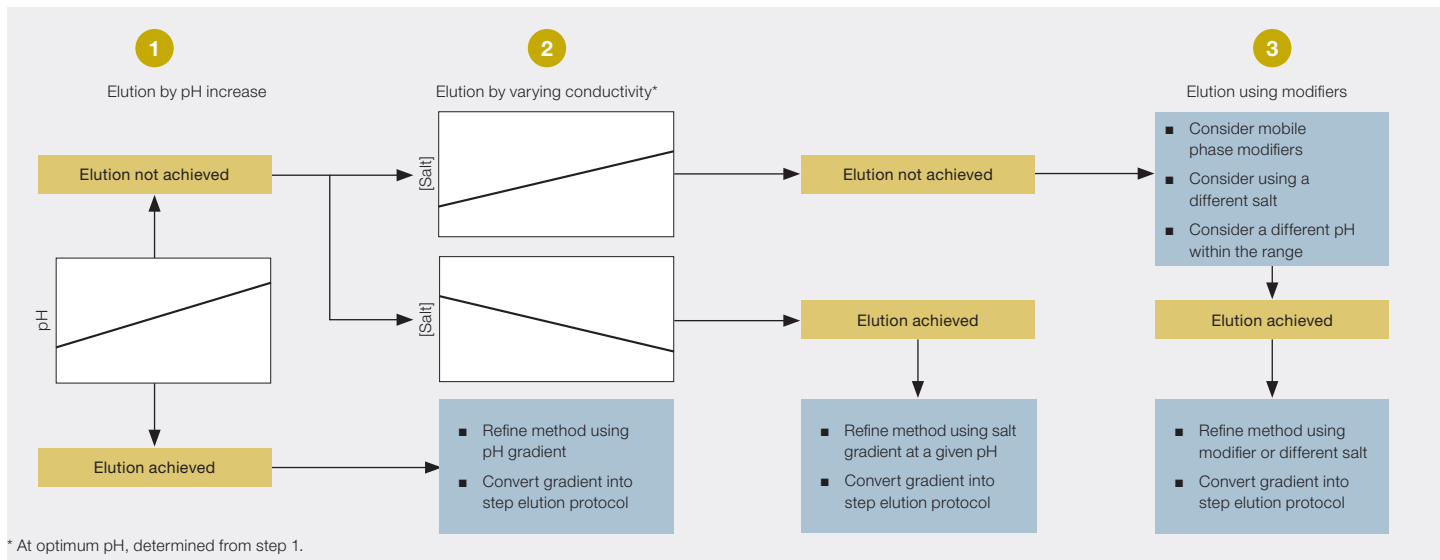 1
Elution by pH increase
2
Elution by varying conductivity*
3
Elution using modifiers
Elution not achieved
pH
Elution achieved
[Salt]
[Salt]
■ Refine method using
pH gradient
■ Convert gradient into
step elution protocol
Elution not achieved
Elution achieved
■ Refine method using salt
gradient at a given pH
■ Convert gradient into
step elution protocol
■ Consider mobile
phase modifiers
■ Consider using a
different salt
■ Consider a different pH
within the range
Elution achieved
■ Refine method using
modifier or different salt
■ Convert gradient into
step elution protocol
* At optimum pH, determined from step 1.